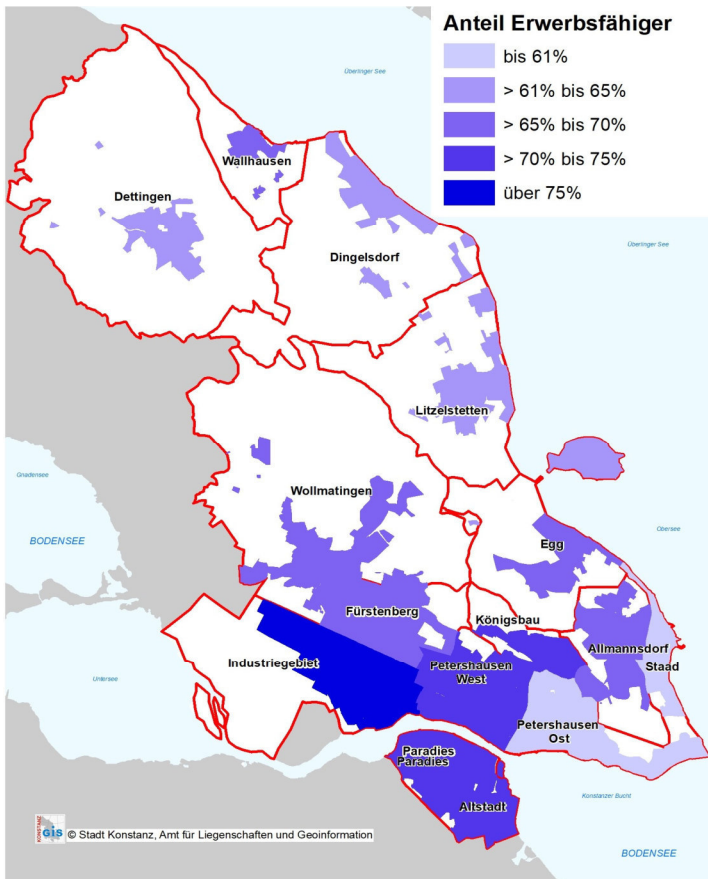 Anteil Erwerbsfähiger
bis 61%
> 61% bis 65%
> 65% bis 70%
> 70% bis 75%
über 75%
Überlinger See
Wallhausen
Dettingen
Dingelsdorf
Überlinger See
Litzelstetten
Gnadensee
Wollmatingen
BODENSEE
Obersee
Egg
Fürstenberg
Königsbau
Allmannsdorf
Staad
Industriegebiet
Petershausen
West
Untersee
Petershausen
Ost
Paradies
Paradies
Altstadt
Konstanzer Bucht
KONSTANZ
GIS
© Stadt Konstanz, Amt für Liegenschaften und Geoinformation
BODENSEE